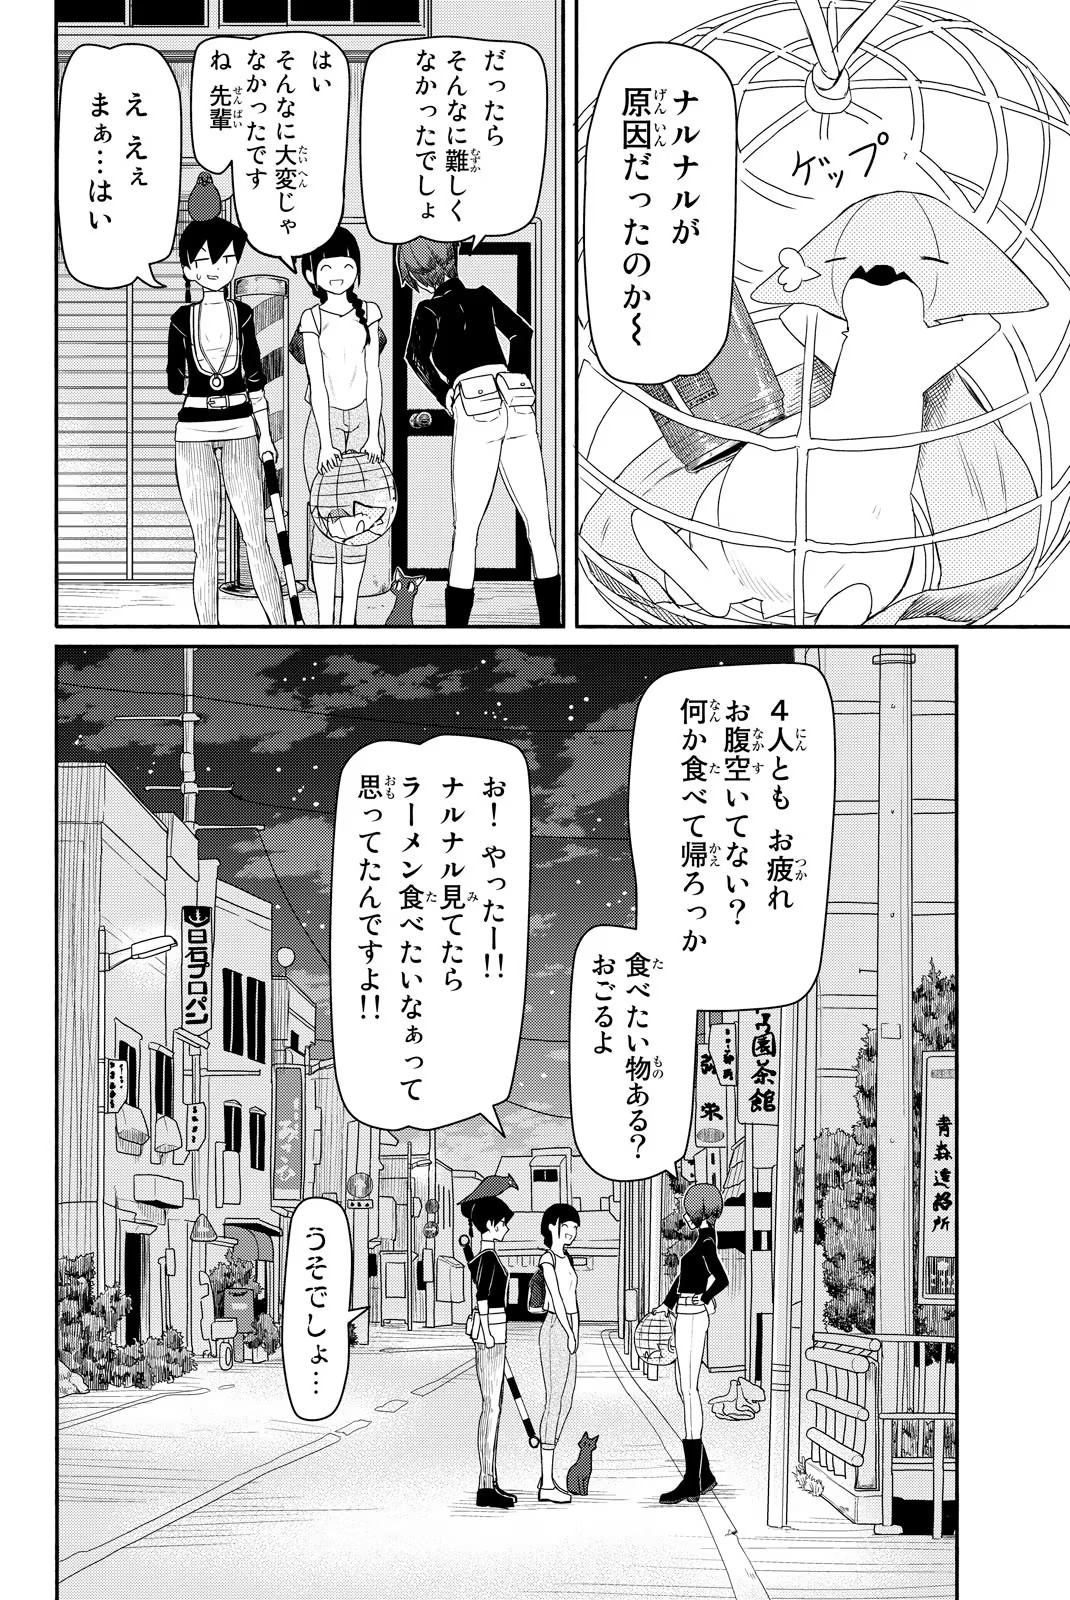 ナルナルが
原因だったのか〜
ゲップ
だったら
そんなに難しく
なかったでしょ
はい
そんなに大変じゃ
なかったです
ね 先輩
え ええ
まぁ…はい
4人とも お疲れ
お腹空いてない?
何か食べて帰ろっか
食べたい物ある?
おごるよ
お! やったー!!
ナルナル見てたら
ラーメン食べたいなぁって
思ってたんですよ!!
うそでしょ…
白石プロパン
園茶館
弥栄
青森造路所